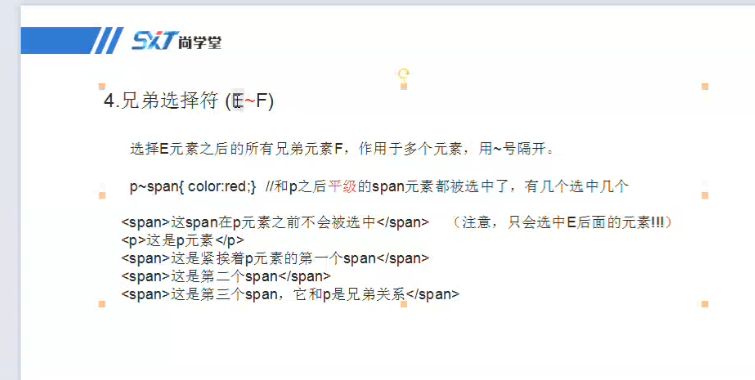 SXT尚学堂
4.兄弟选择符 (E~F)
选择E元素之后的所有兄弟元素F，作用于多个元素，用~号隔开。
p~span{ color:red;} //和p之后平级的span元素都被选中了，有几个选中几个
<span>这span在p元素之前不会被选中</span> （注意，只会选中E后面的元素!!!）
<p>这是p元素</p>
<span>这是紧挨着p元素的第一个span</span>
<span>这是第二个span</span>
<span>这是第三个span，它和p是兄弟关系</span>